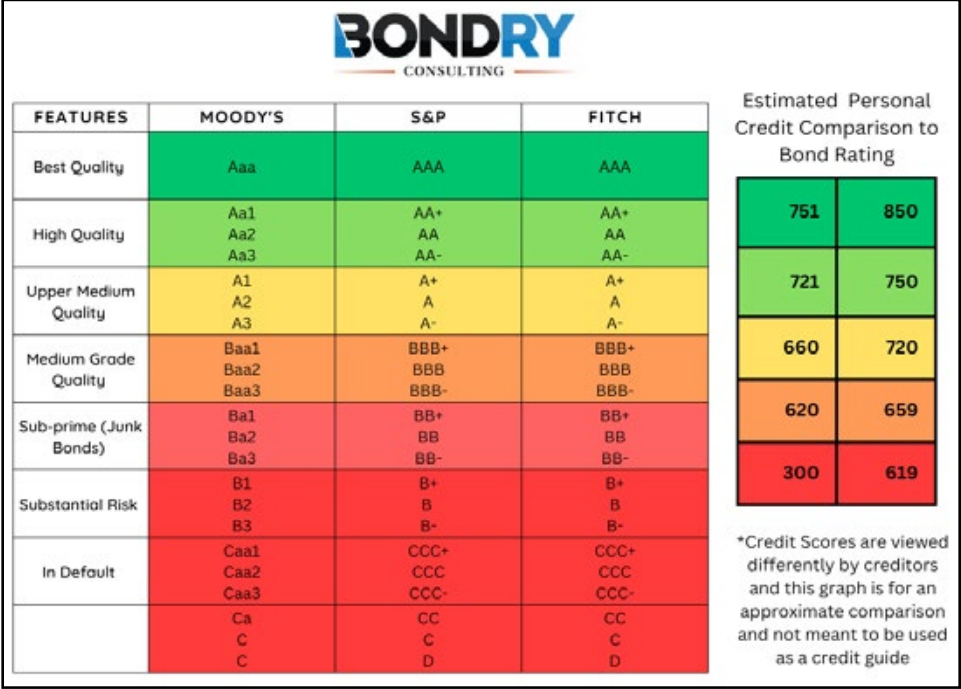 BONDRY
CONSULTING
FEATURES MOODY'S S&P FITCH
Best Quality Aaa AAA AAA
High Quality
Aa1 AA+ AA+
Aa2 AA AA
Aa3 AA- AA-
Upper Medium
Quality
A1 A+ A+
A2 A A
A3 A- A-
Medium Grade
Quality
Baa1 BBB+ BBB+
Baa2 BBB BBB
Baa3 BBB- BBB-
Sub-prime (Junk
Bonds)
Ba1 BB+ BB+
Ba2 BB BB
Ba3 BB- BB-
Substantial Risk
B1 B+ B+
B2 B B
B3 B- B-
In Default
Caa1 CCC+ CCC+
Caa2 CCC CCC
Caa3 CCC- CCC-
Ca CC CC
C C C
C D D
Estimated Personal
Credit Comparison to
Bond Rating
751 850
721 750
660 720
620 659
300 619
*Credit Scores are viewed
differently by creditors
and this graph is for an
approximate comparison
and not meant to be used
as a credit guide